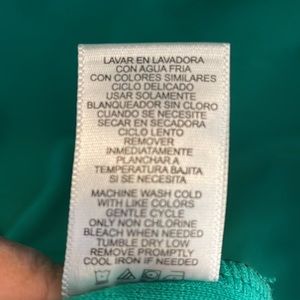 LAVAR EN LAVADORA
CON AGUA FRIA
CON COLORES SIMILARES
CICLO DELICADO
USAR SOLAMENTE
BLANQUEADOR SIN CLORO
CUANDO SE NECESITE
SECAR EN SECADORA
CICLO LENTO
REMOVER
INMEDIATAMENTE
PLANCHAR A
TEMPERATURA BAJITA
SI SE NECESITA
MACHINE WASH COLD
WITH LIKE COLORS
GENTLE CYCLE
ONLY NON CHLORINE
BLEACH WHEN NEEDED
TUMBLE DRY LOW
REMOVE PROMPTLY
COOL IRON IF NEEDED